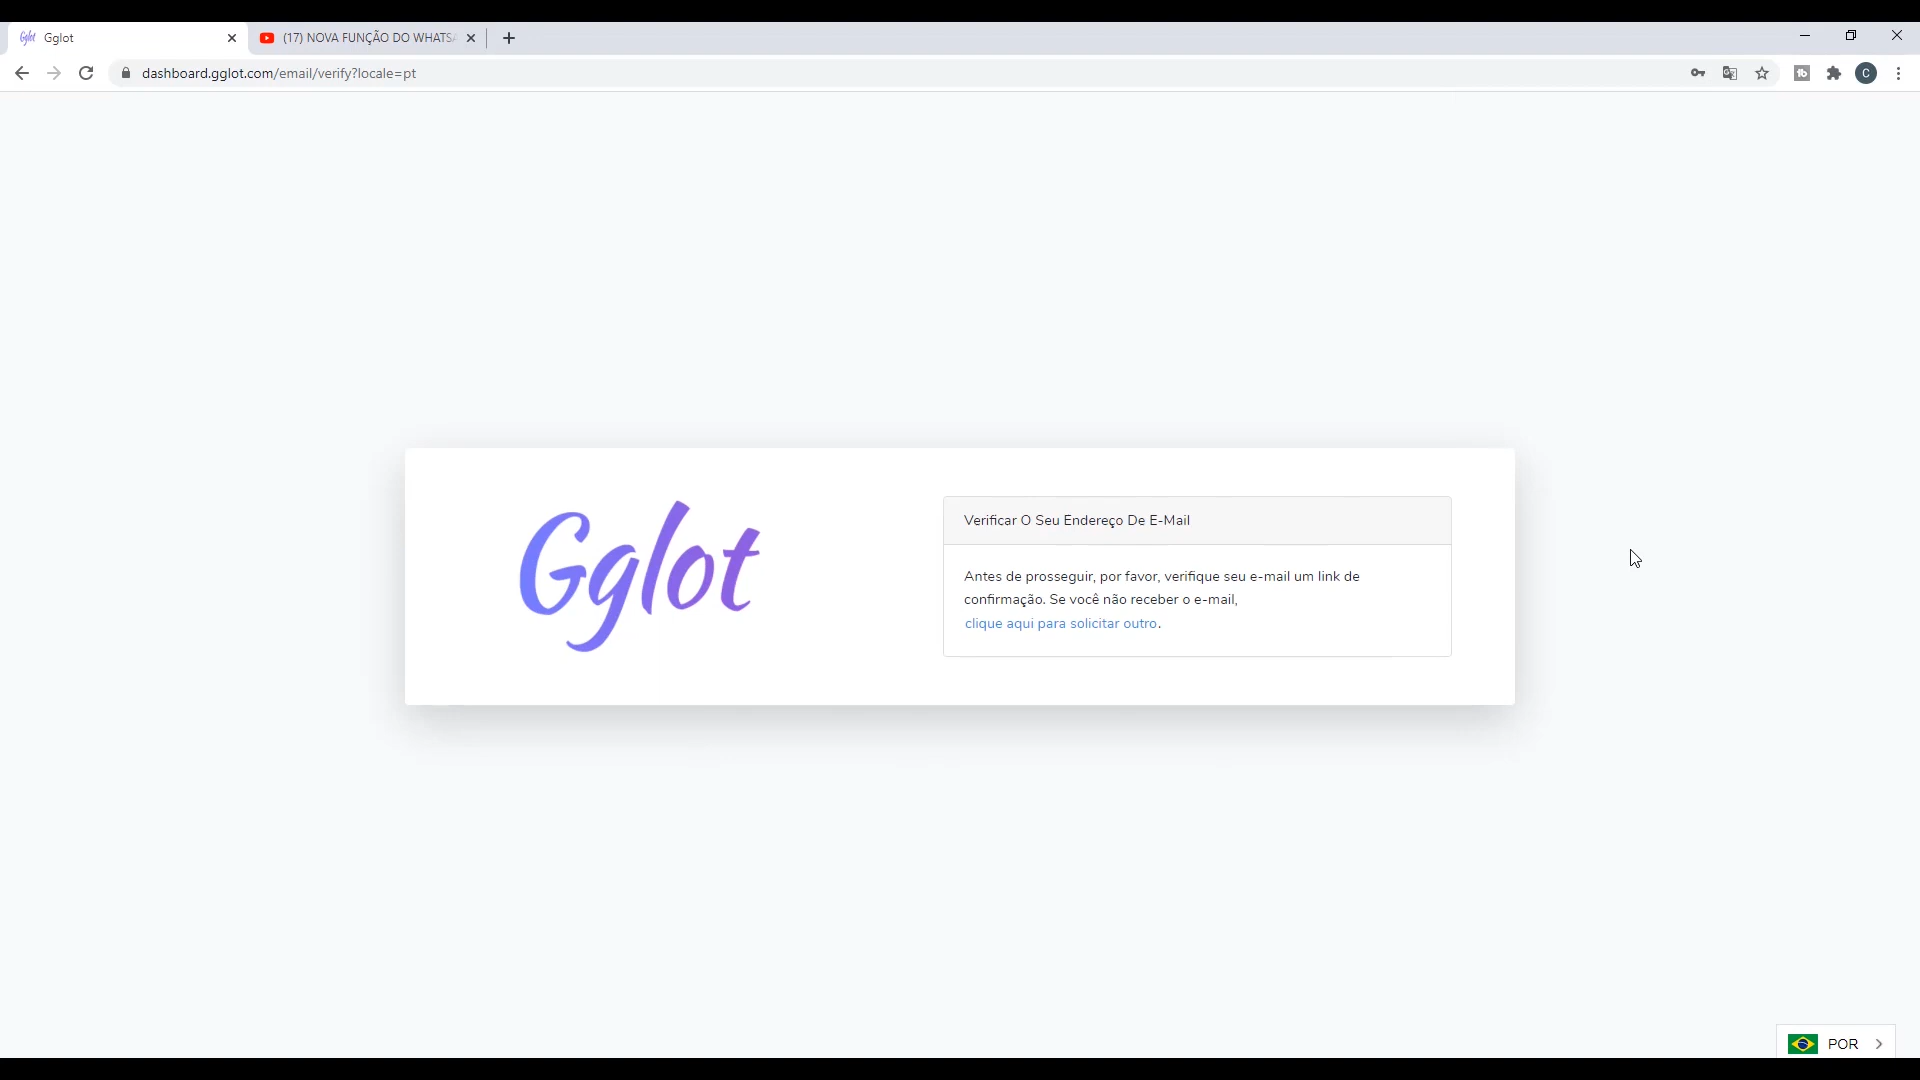 Gglot
(17) NOVA FUNÇÃO DO WHATSA
dashboard.gglot.com/email/verify?locale=pt
C
Gglot
Verificar O Seu Endereço De E-Mail
Antes de prosseguir, por favor, verifique seu e-mail um link de
confirmação. Se você não receber o e-mail,
clique aqui para solicitar outro.
POR